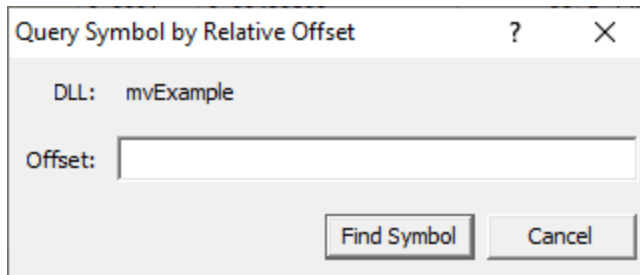 Query Symbol by Relative Offset ?
DLL: mvExample
Offset:
Find Symbol Cancel